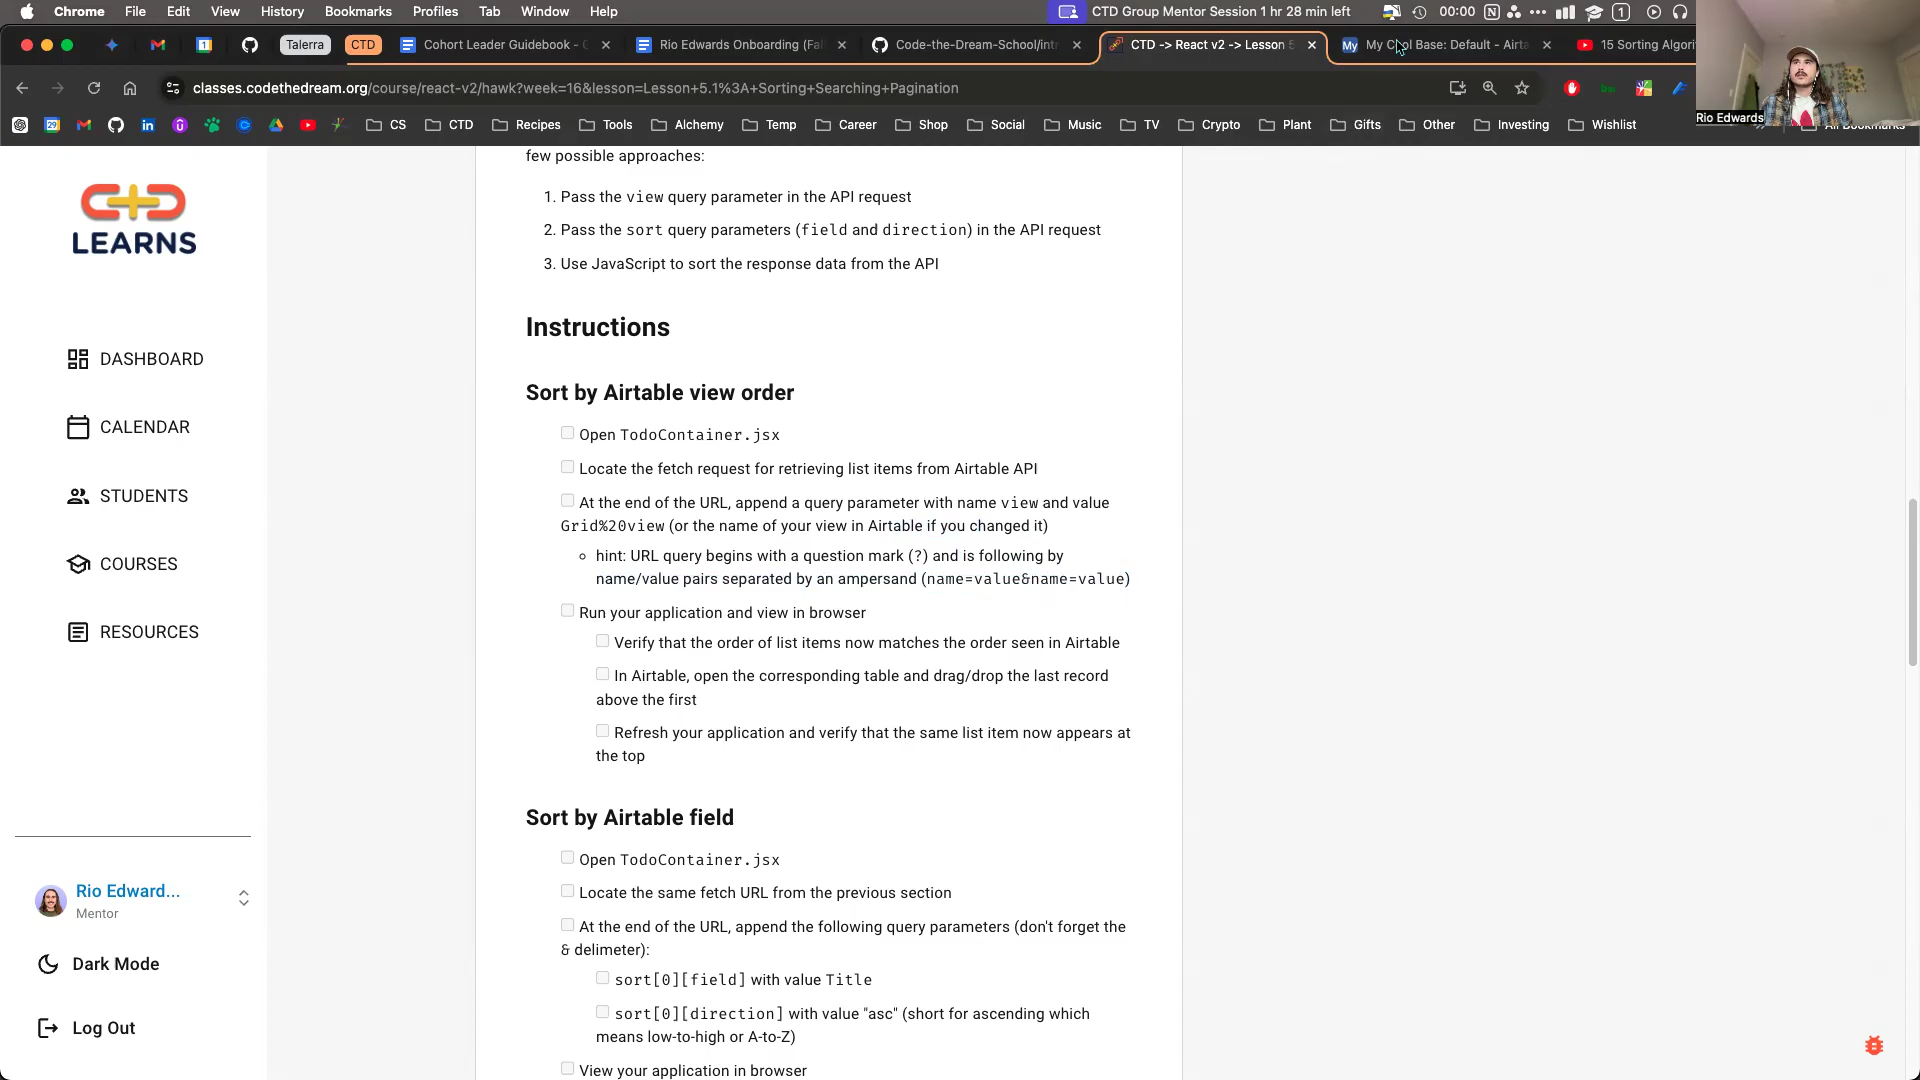 Chrome File Edit View History Bookmarks Profiles Tab Window Help CTD Group Mentor Session 1 hr 28 min left 00:00 1
Talerra CTD Cohort Leader Guidebook - Rio Edwards Onboarding (Fal Code-the-Dream-School/intr CTD -> React v2 -> Lesson 5 My My Cool Base: Default - Airta 15 Sorting Algori
classes.codethedream.org/course/react-v2/hawk?week=16&lesson=Lesson+5.1%3A+Sorting+Searching+Pagination
CS CTD Recipes Tools Alchemy Temp Career Shop Social Music TV Crypto Plant Gifts Other Investing Wishlist All Bookmarks
Rio Edwards
LEARNS
DASHBOARD
CALENDAR
STUDENTS
COURSES
RESOURCES
Rio Edward...
Mentor
Dark Mode
Log Out
few possible approaches:
1. Pass the view query parameter in the API request
2. Pass the sort query parameters (field and direction) in the API request
3. Use JavaScript to sort the response data from the API
Instructions
Sort by Airtable view order
Open TodoContainer.jsx
Locate the fetch request for retrieving list items from Airtable API
At the end of the URL, append a query parameter with name view and value
Grid%20view (or the name of your view in Airtable if you changed it)
hint: URL query begins with a question mark (?) and is following by
name/value pairs separated by an ampersand (name=value&name=value)
Run your application and view in browser
Verify that the order of list items now matches the order seen in Airtable
In Airtable, open the corresponding table and drag/drop the last record
above the first
Refresh your application and verify that the same list item now appears at
the top
Sort by Airtable field
Open TodoContainer.jsx
Locate the same fetch URL from the previous section
At the end of the URL, append the following query parameters (don't forget the
& delimeter):
sort[0][field] with value Title
sort[0][direction] with value "asc" (short for ascending which
means low-to-high or A-to-Z)
View your application in browser